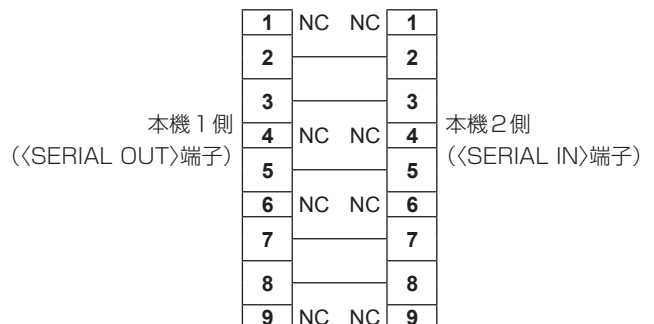 1 NC NC 1
2 2
3 3
本機1側
(〈SERIAL OUT〉端子)
4 NC NC 4
本機2側
(〈SERIAL IN〉端子)
5 5
6 NC NC 6
7 7
8 8
9 NC NC 9